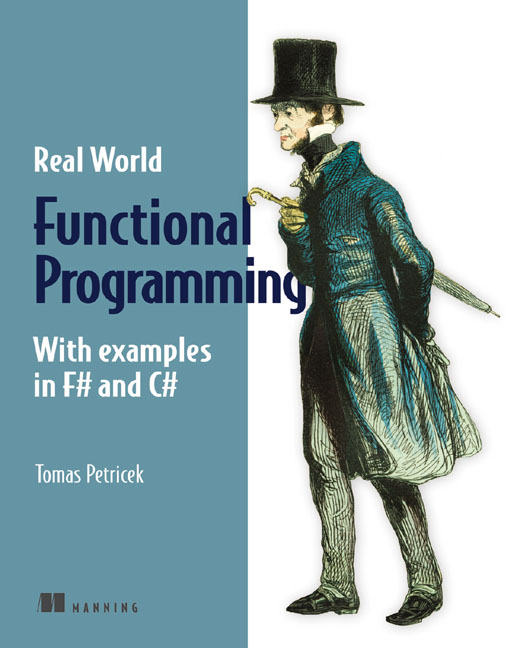 Real World
Functional
Programming
With examples
in F# and C#
Tomas Petricek
MANNING